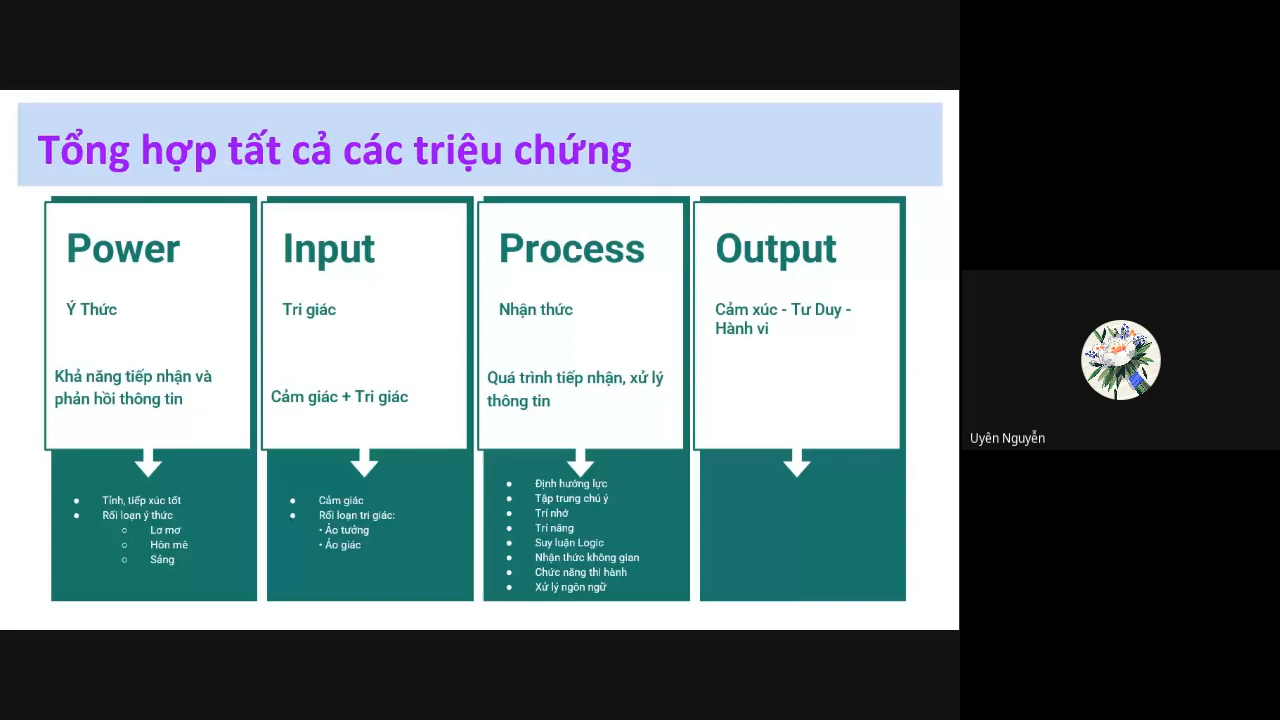 Tổng hợp tất cả các triệu chứng
Power
Ý Thức
Khả năng tiếp nhận và
phản hồi thông tin
● Tỉnh, tiếp xúc tốt
● Rối loạn ý thức
○ Lơ mơ
○ Hôn mê
○ Sảng
Input
Tri giác
Cảm giác + Tri giác
● Cảm giác
● Rối loạn tri giác:
• Ảo tưởng
• Ảo giác
Process
Nhận thức
Quá trình tiếp nhận, xử lý
thông tin
● Định hướng lực
● Tập trung chú ý
● Trí nhớ
● Trí năng
● Suy luận Logic
● Nhận thức không gian
● Chức năng thi hành
● Xử lý ngôn ngữ
Output
Cảm xúc - Tư Duy -
Hành vi
Uyên Nguyễn